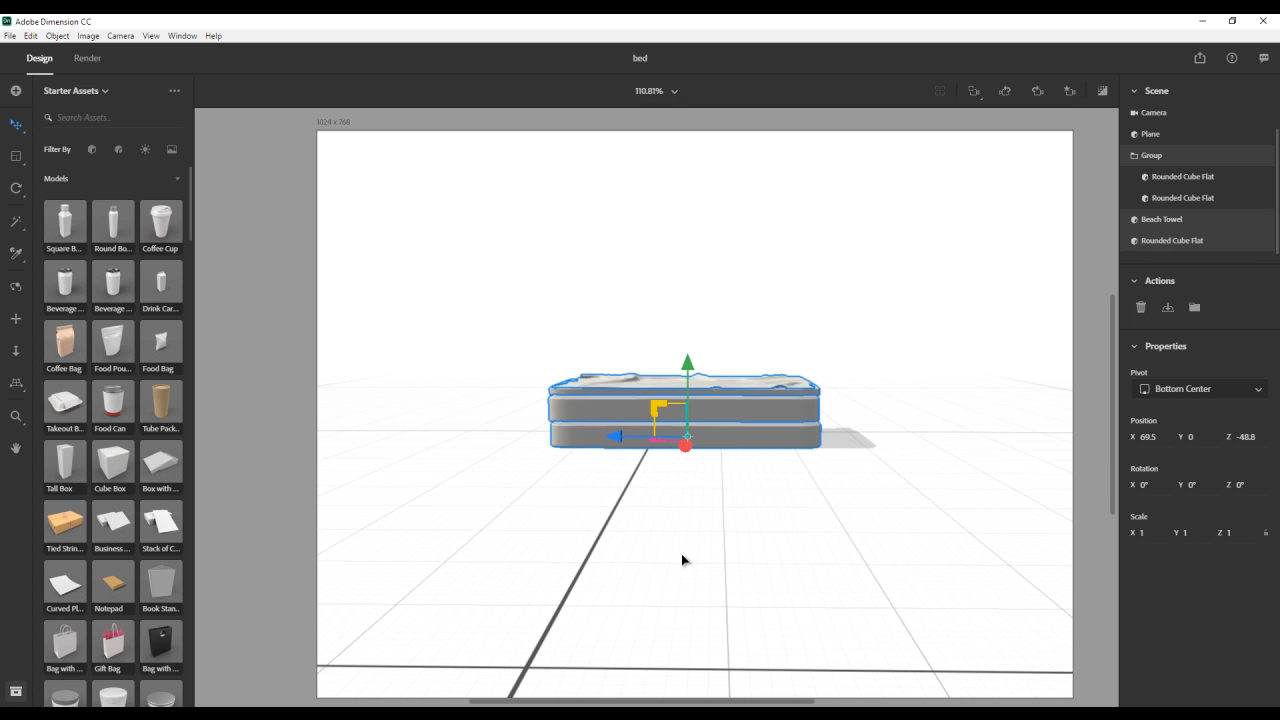 Adobe Dimension CC
File Edit Object Image Camera View Window Help
Design Render bed
Starter Assets
110.81%
Search Assets...
Filter By
Models
Square B... Round Bo... Coffee Cup
Beverage ... Beverage ... Drink Car...
Coffee Bag Food Pou... Food Bag
Takeout B... Food Can Tube Pack..
Tall Box Cube Box Box with ...
Tied Strin... Business ... Stack of C...
Curved Pl... Notepad Book Stan..
Bag with ... Gift Bag Bag with ...
1024 x 768
Scene
Camera
Plane
Group
Rounded Cube Flat
Rounded Cube Flat
Beach Towel
Rounded Cube Flat
Actions
Properties
Pivot
Bottom Center
Position
X 69.5 Y 0 Z -48.8
Rotation
X 0° Y 0° Z 0°
Scale
X 1 Y 1 Z 1